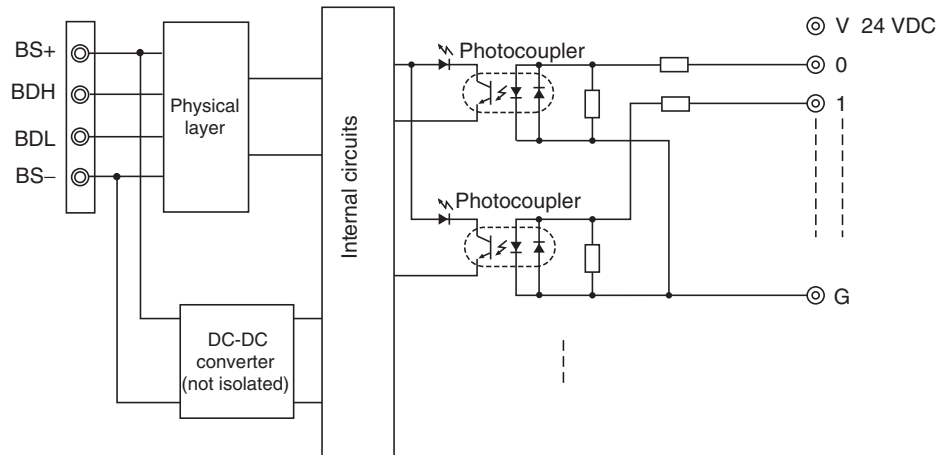 V 24 VDC
BS+
Photocoupler
0
BDH
Physical
layer
1
BDL
BS−
Internal circuits
Photocoupler
G
DC-DC
converter
(not isolated)